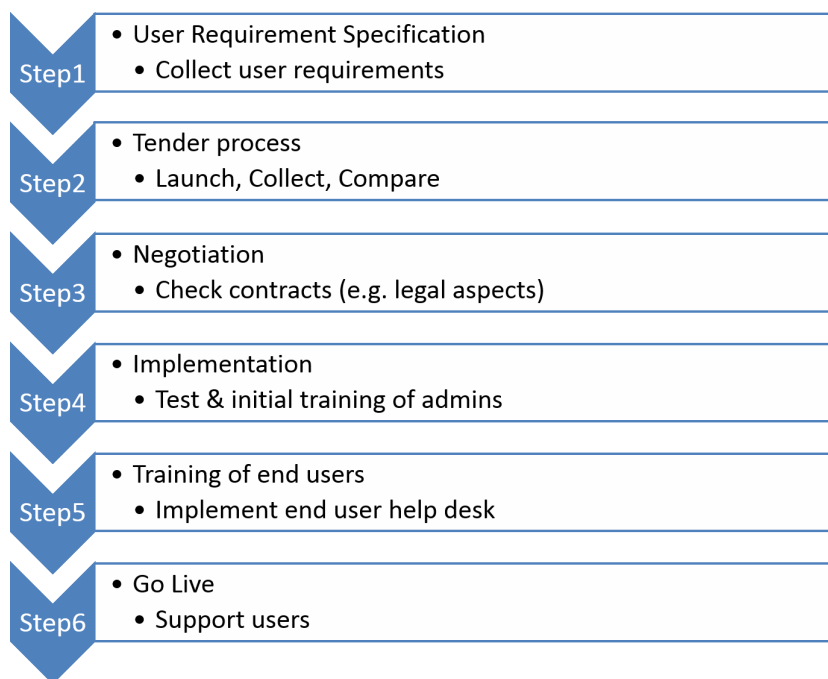 Step1
• User Requirement Specification
• Collect user requirements
Step2
• Tender process
• Launch, Collect, Compare
Step3
• Negotiation
• Check contracts (e.g. legal aspects)
Step4
• Implementation
• Test & initial training of admins
Step5
• Training of end users
• Implement end user help desk
Step6
• Go Live
• Support users